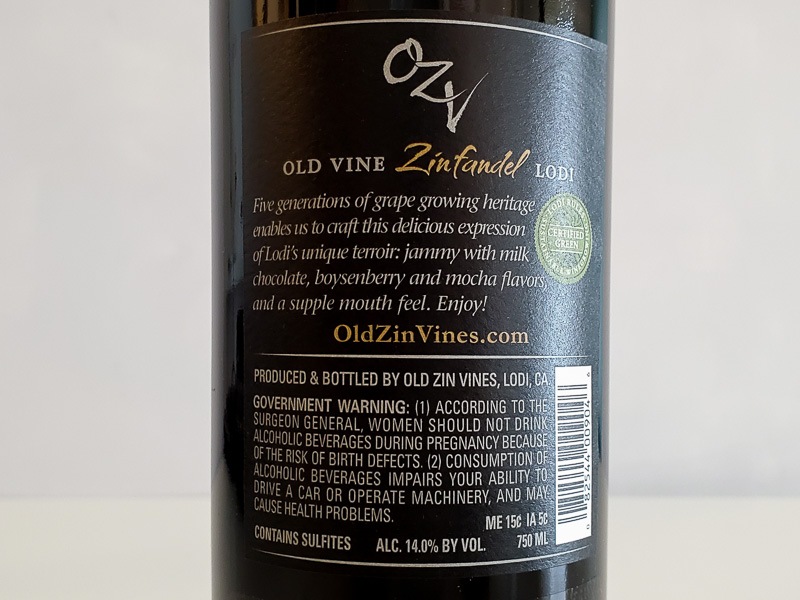 OZV
OLD VINE Zinfandel LODI
Five generations of grape growing heritage
enables us to craft this delicious expression
of Lodi's unique terroir: jammy with milk
chocolate, boysenberry and mocha flavors,
and a supple mouth feel. Enjoy!
CERTIFIED
GREEN
OldZinVines.com
PRODUCED & BOTTLED BY OLD ZIN VINES, LODI, CA
GOVERNMENT WARNING: (1) ACCORDING TO THE
SURGEON GENERAL, WOMEN SHOULD NOT DRINK
ALCOHOLIC BEVERAGES DURING PREGNANCY BECAUSE
OF THE RISK OF BIRTH DEFECTS. (2) CONSUMPTION OF
ALCOHOLIC BEVERAGES IMPAIRS YOUR ABILITY TO
DRIVE A CAR OR OPERATE MACHINERY, AND MAY
CAUSE HEALTH PROBLEMS.
ME 15¢ IA 5¢
CONTAINS SULFITES ALC. 14.0% BY VOL. 750 ML
0 82544 00904 4